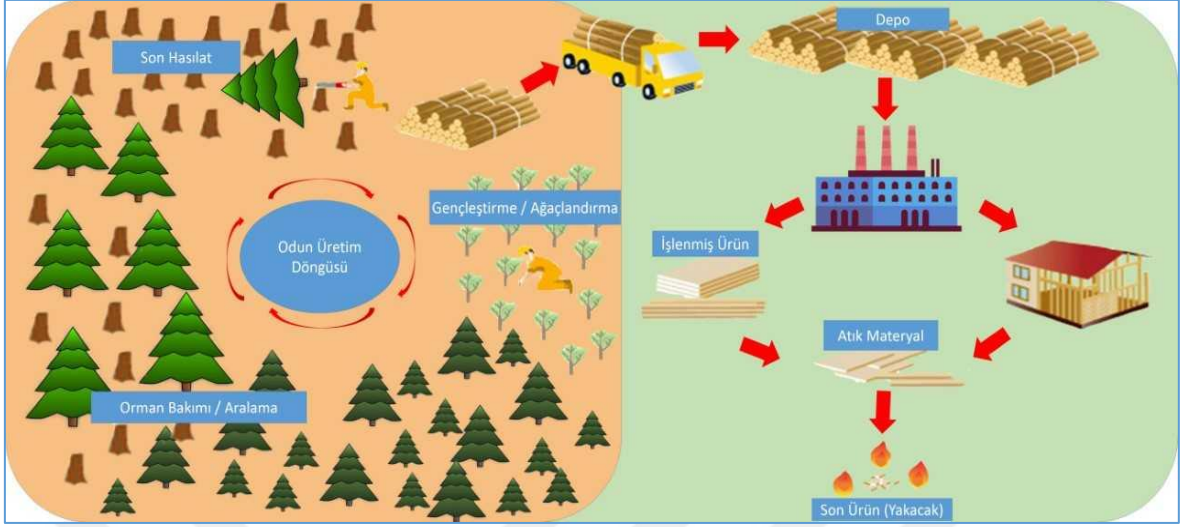 Son Hasılat
Depo
Gençleştirme / Ağaçlandırma
Odun Üretim
Döngüsü
İşlenmiş Ürün
Atık Materyal
Orman Bakımı / Aralama
Son Ürün (Yakacak)